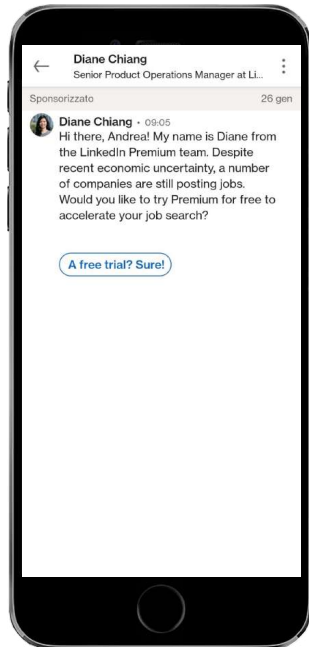 Diane Chiang
Senior Product Operations Manager at Li...
Sponsorizzato 26 gen
Diane Chiang • 09:05
Hi there, Andrea! My name is Diane from
the LinkedIn Premium team. Despite
recent economic uncertainty, a number
of companies are still posting jobs.
Would you like to try Premium for free to
accelerate your job search?
A free trial? Sure!